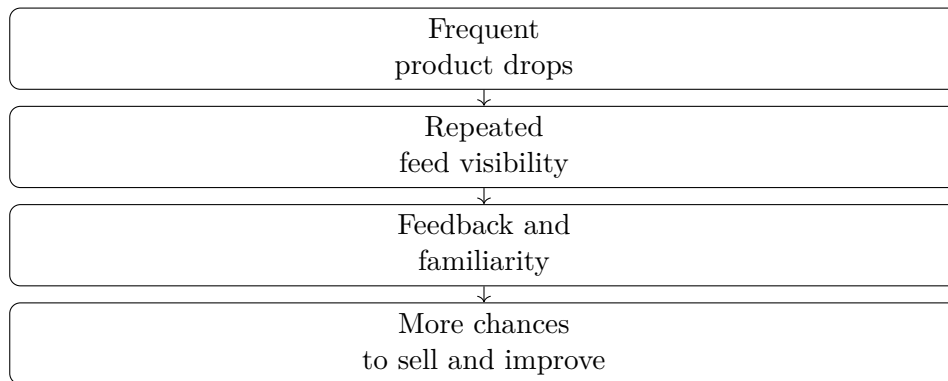 Frequent
product drops
Repeated
feed visibility
Feedback and
familiarity
More chances
to sell and improve